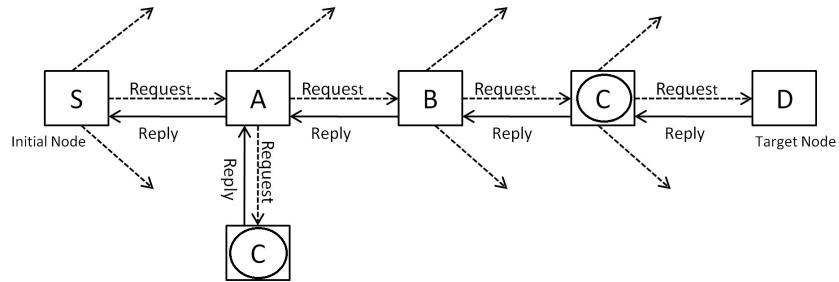 S
Request
A
Request
B
Request
C
Request
D
Initial Node
Reply
Reply
Reply
Reply
Target Node
Reply
Request
C